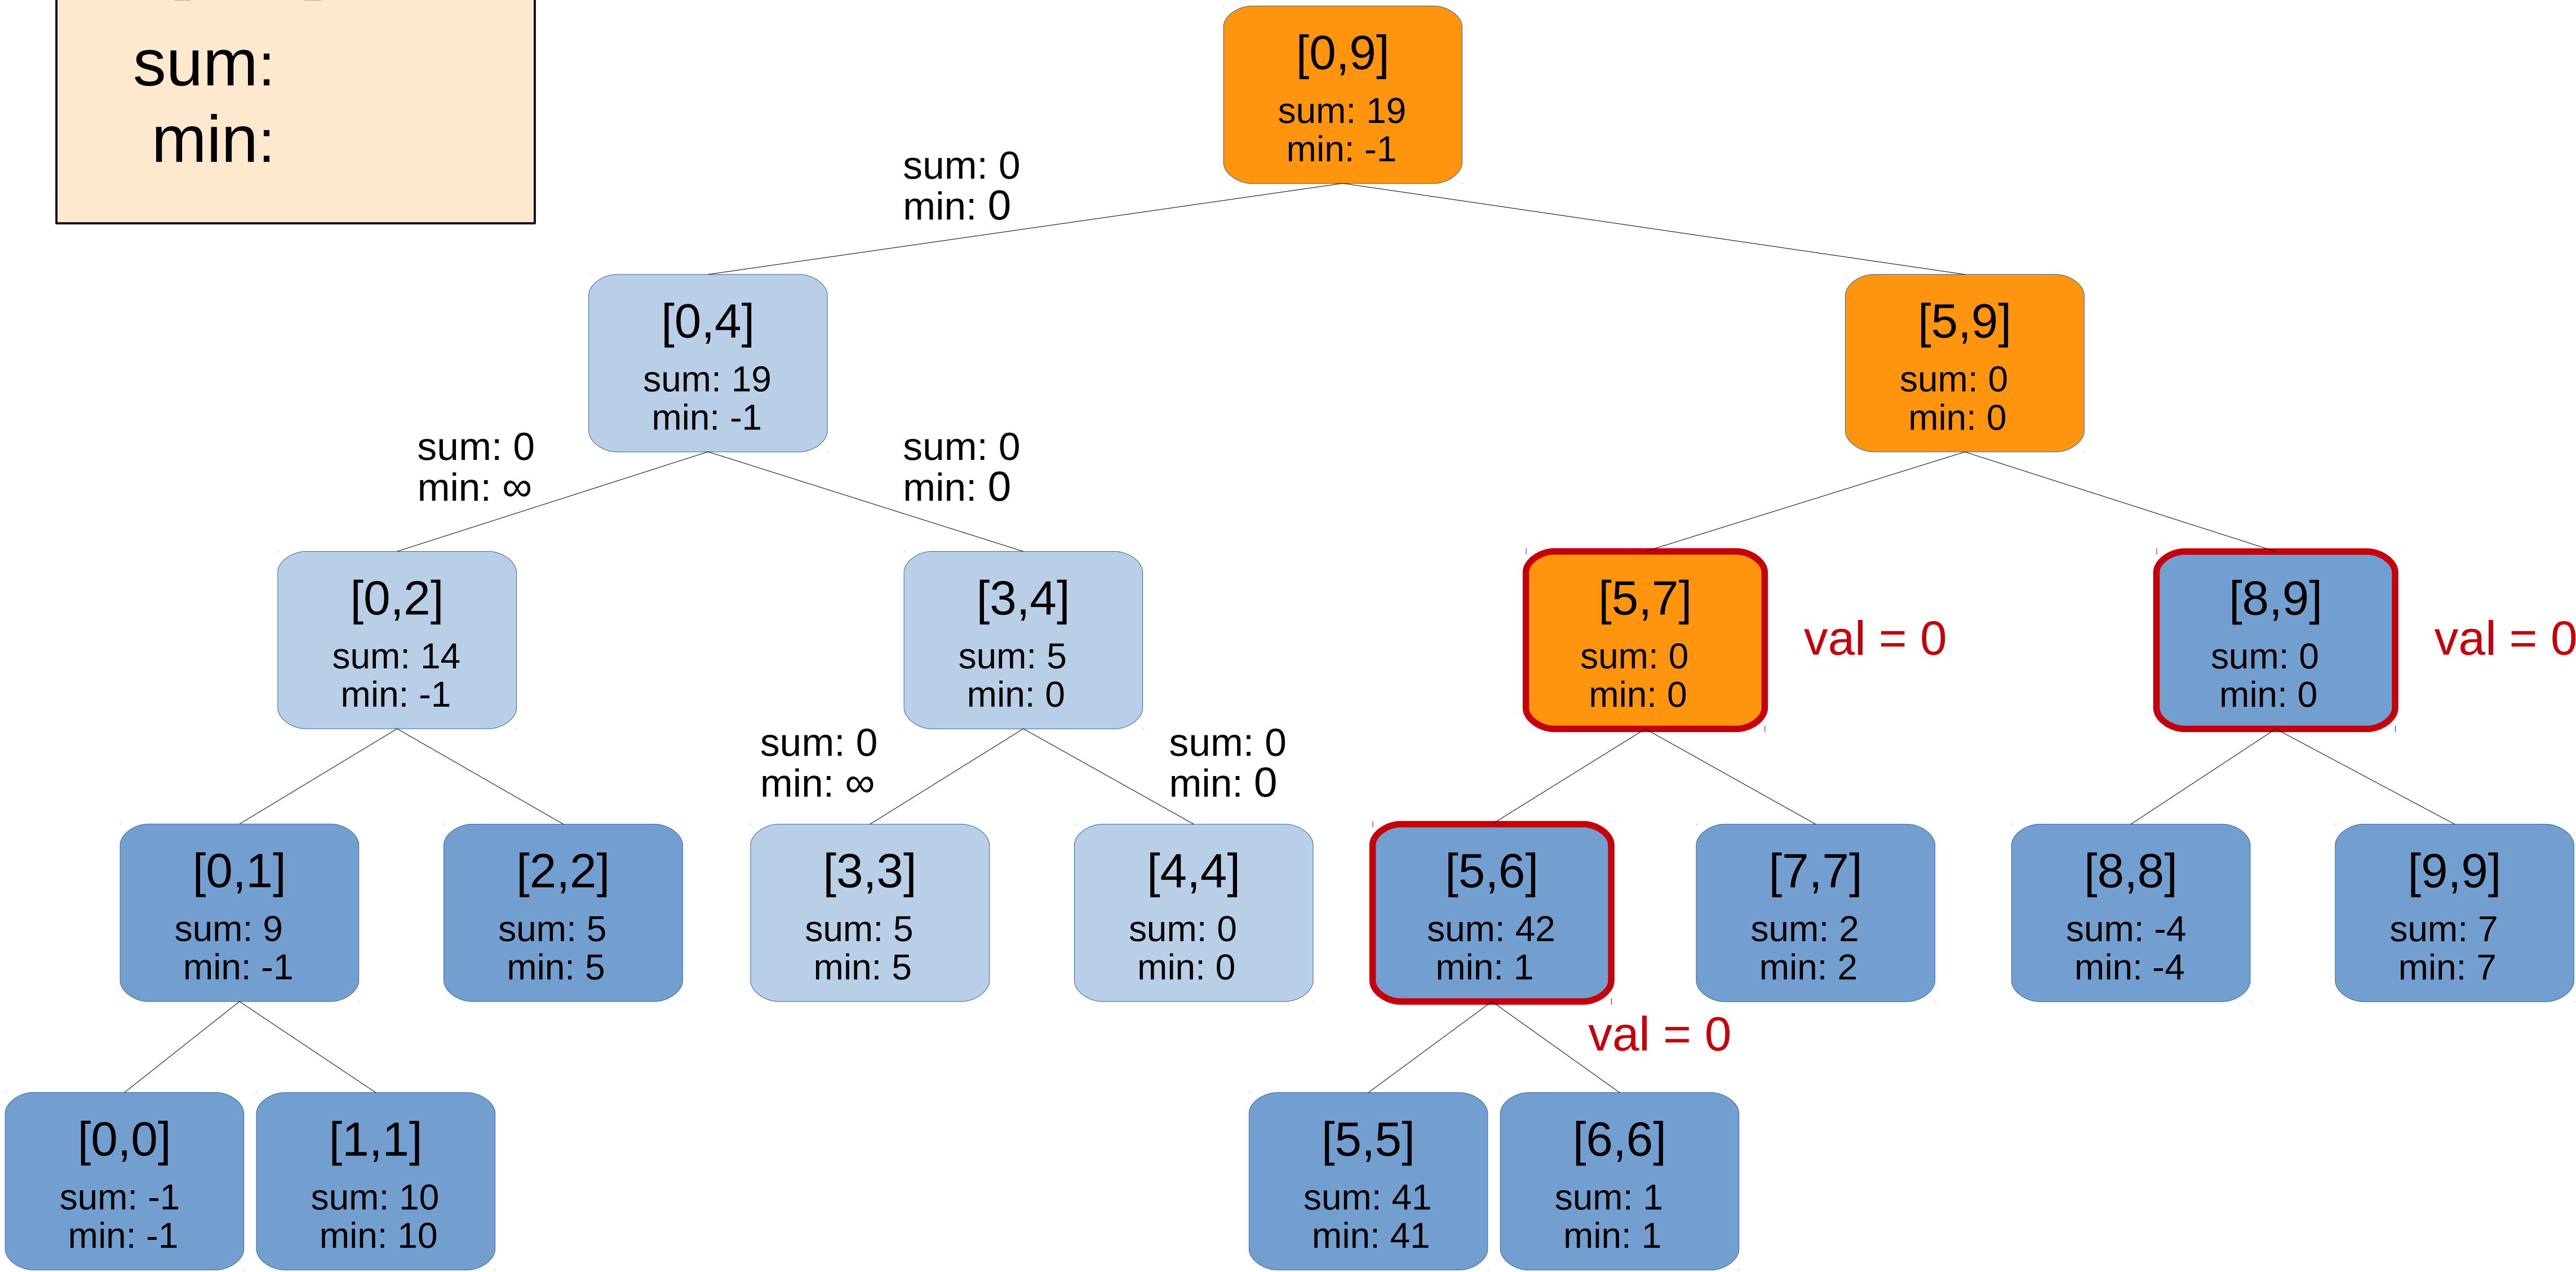 sum:
min:
[0,9]
sum: 19
min: -1
sum: 0
min: 0
[0,4]
sum: 19
min: -1
[5,9]
sum: 0
min: 0
sum: 0
min: ∞
sum: 0
min: 0
[0,2]
sum: 14
min: -1
[3,4]
sum: 5
min: 0
[5,7]
sum: 0
min: 0
val = 0
[8,9]
sum: 0
min: 0
val = 0
sum: 0
min: ∞
sum: 0
min: 0
[0,1]
sum: 9
min: -1
[2,2]
sum: 5
min: 5
[3,3]
sum: 5
min: 5
[4,4]
sum: 0
min: 0
[5,6]
sum: 42
min: 1
val = 0
[7,7]
sum: 2
min: 2
[8,8]
sum: -4
min: -4
[9,9]
sum: 7
min: 7
[0,0]
sum: -1
min: -1
[1,1]
sum: 10
min: 10
[5,5]
sum: 41
min: 41
[6,6]
sum: 1
min: 1